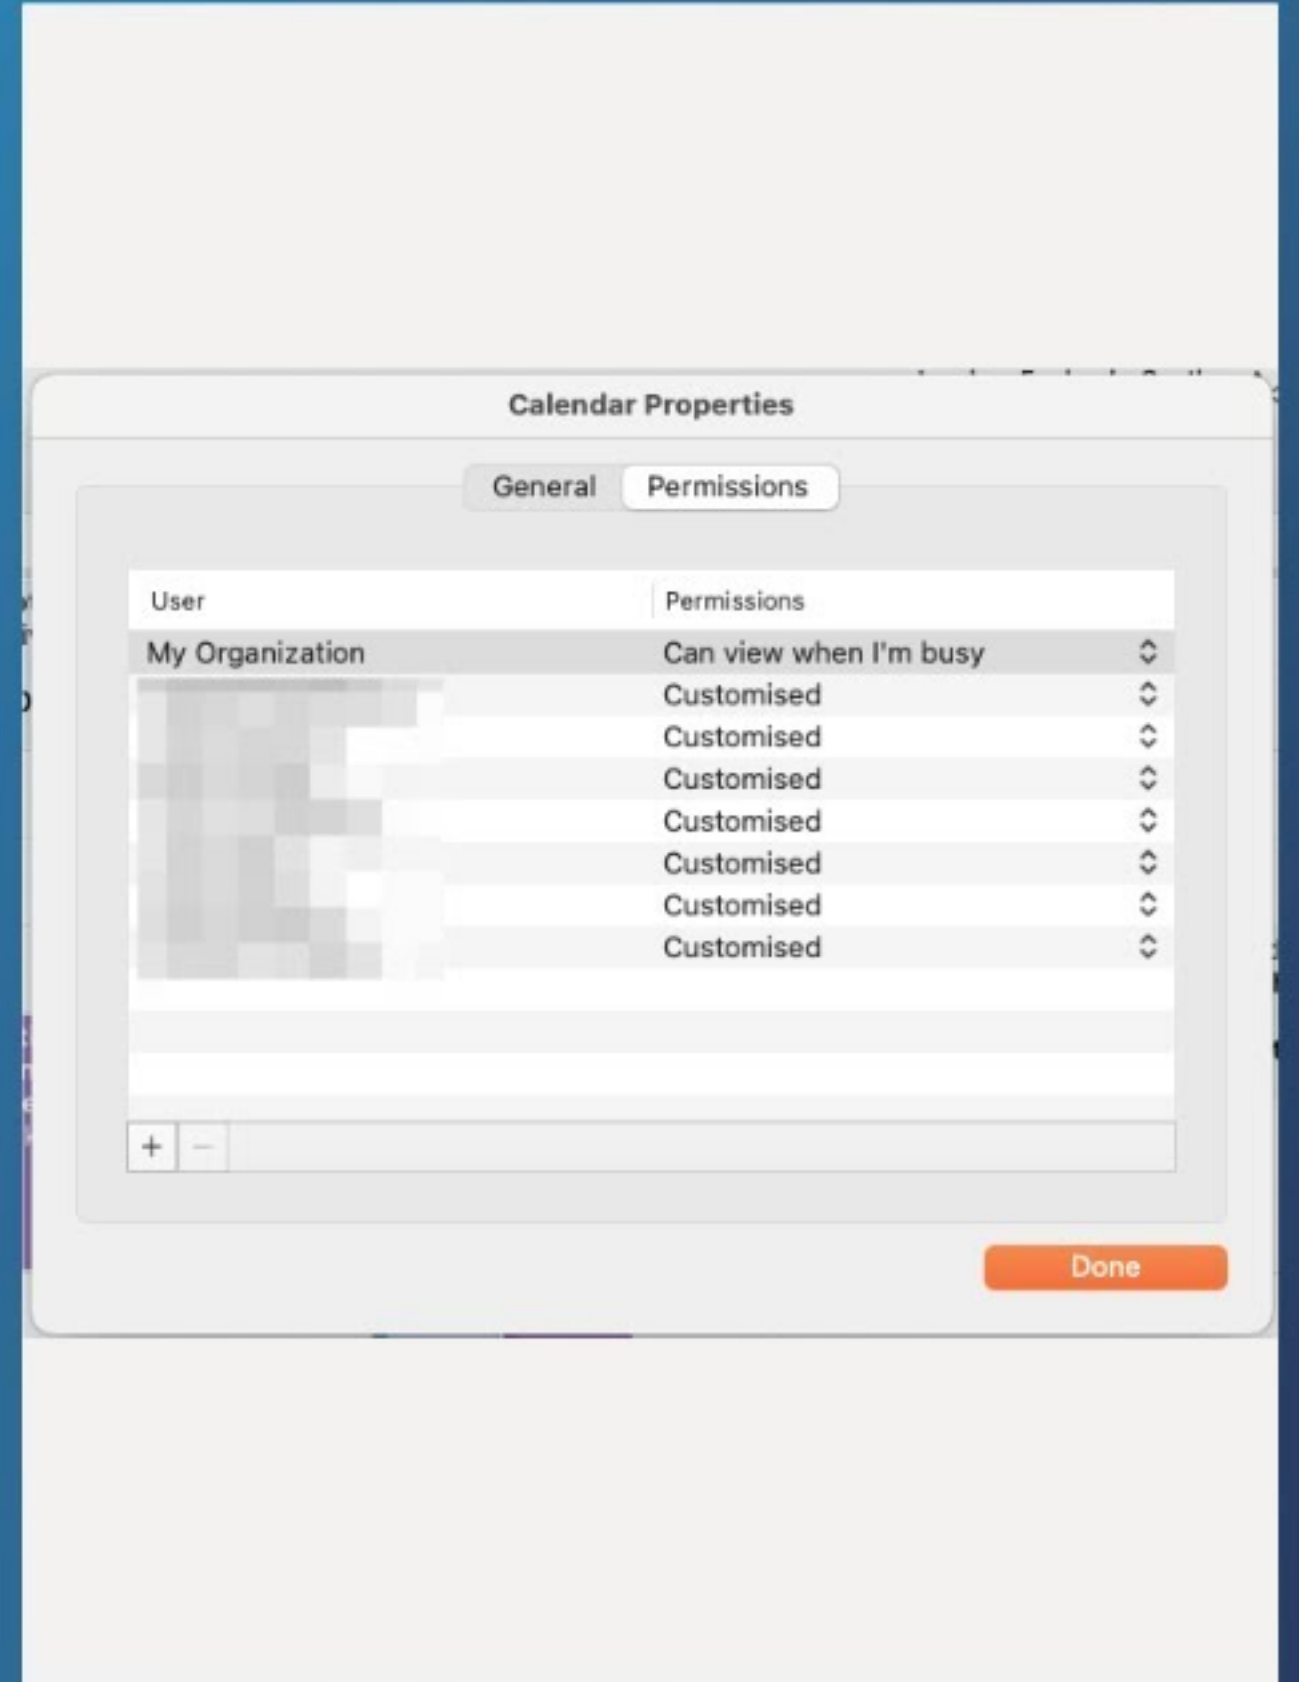 Calendar Properties
General Permissions
User Permissions
My Organization Can view when I'm busy
Customised
Customised
Customised
Customised
Customised
Customised
Customised
+ −
Done